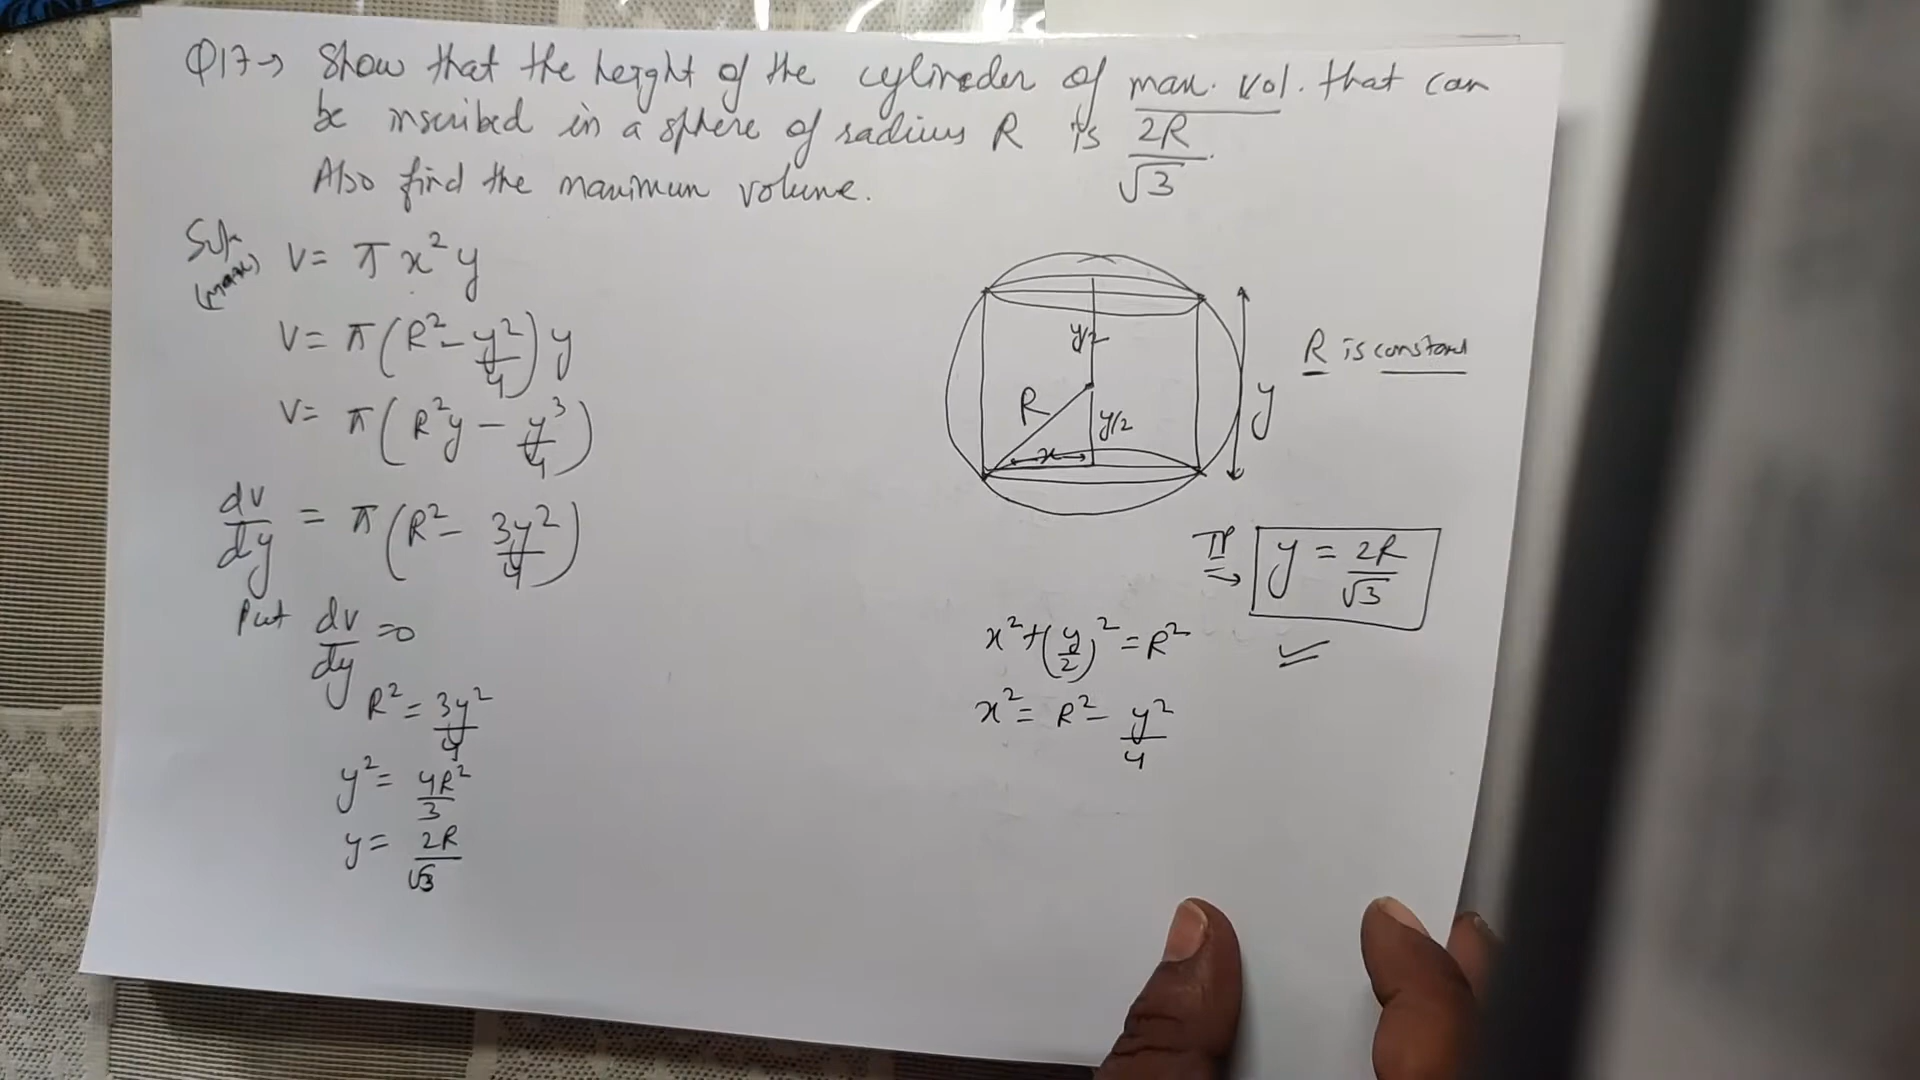 Q17→ Show that the height of the cylinder of max. vol. that can
be inscribed in a sphere of radius R is 2R/√3.
Also find the maximum volume.
Sol:
(max)
V= πx²y
V= π(R²-y²/4)y
V= π(R²y - y³/4)
dv/dy = π(R²- 3y²/4)
Put dv/dy =0
R²= 3y²/4
y²= 4R²/3
y= 2R/√3
y/2
R
y/2
x
y
R is constant
TP→ y = 2R/√3
x²+(y/2)²=R²
x²= R²- y²/4